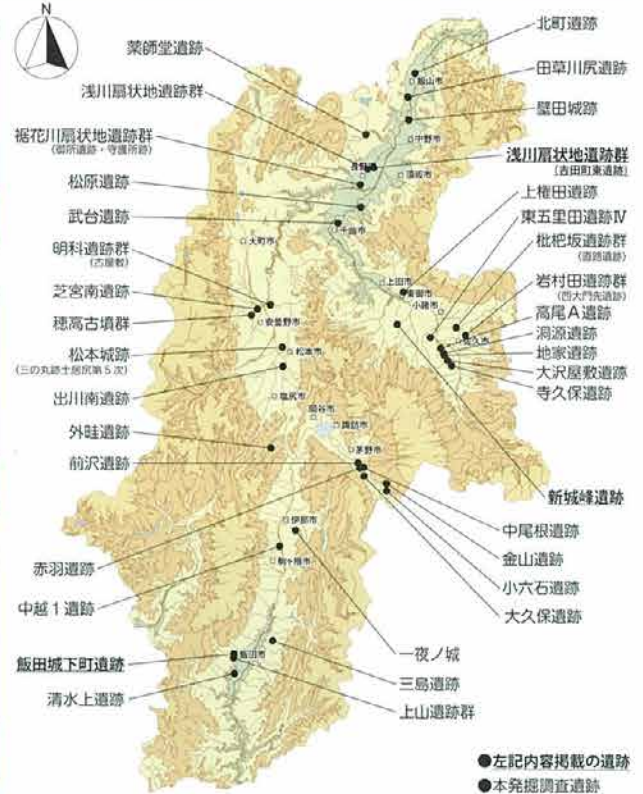 N
北町遺跡
薬師堂遺跡
田草川尻遺跡
浅川扇状地遺跡群
壁田城跡
裾花川扇状地遺跡群
(御所遺跡・守護所跡)
浅川扇状地遺跡群
[吉田町東遺跡]
松原遺跡
上権田遺跡
武台遺跡
東五里田遺跡Ⅳ
枇杷坂遺跡群
(直路遺跡)
明科遺跡群
(古屋敷)
岩村田遺跡群
(西大門先遺跡)
芝宮南遺跡
高尾A遺跡
穂高古墳群
洞源遺跡
地家遺跡
松本城跡
(三の丸跡土居尻第5次)
大沢屋敷遺跡
寺久保遺跡
出川南遺跡
外畦遺跡
前沢遺跡
新城峰遺跡
中尾根遺跡
金山遺跡
赤羽遺跡
小六石遺跡
中越1遺跡
大久保遺跡
一夜ノ城
飯田城下町遺跡
三島遺跡
清水上遺跡
上山遺跡群
飯山市
中野市
長野市
須坂市
千曲市
大町市
上田市
東御市
小諸市
佐久市
安曇野市
松本市
塩尻市
岡谷市
諏訪市
茅野市
伊那市
駒ヶ根市
飯田市
●左記内容掲載の遺跡
●本発掘調査遺跡